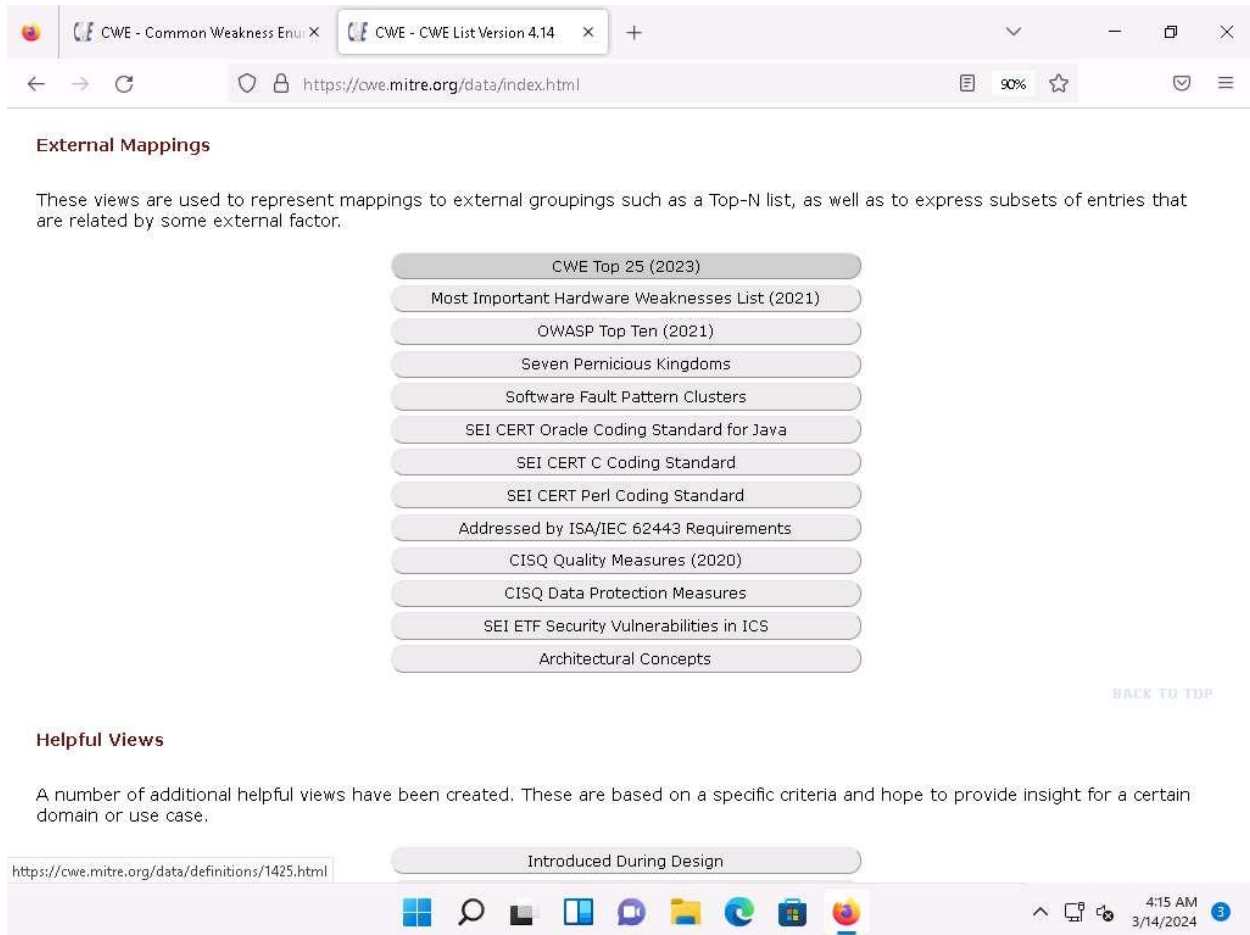 CWE - Common Weakness Enu
CWE - CWE List Version 4.14
https://cwe.mitre.org/data/index.html
90%
External Mappings
These views are used to represent mappings to external groupings such as a Top-N list, as well as to express subsets of entries that
are related by some external factor.
CWE Top 25 (2023)
Most Important Hardware Weaknesses List (2021)
OWASP Top Ten (2021)
Seven Pernicious Kingdoms
Software Fault Pattern Clusters
SEI CERT Oracle Coding Standard for Java
SEI CERT C Coding Standard
SEI CERT Perl Coding Standard
Addressed by ISA/IEC 62443 Requirements
CISQ Quality Measures (2020)
CISQ Data Protection Measures
SEI ETF Security Vulnerabilities in ICS
Architectural Concepts
BACK TO TOP
Helpful Views
A number of additional helpful views have been created. These are based on a specific criteria and hope to provide insight for a certain
domain or use case.
Introduced During Design
https://cwe.mitre.org/data/definitions/1425.html
4:15 AM
3/14/2024
3